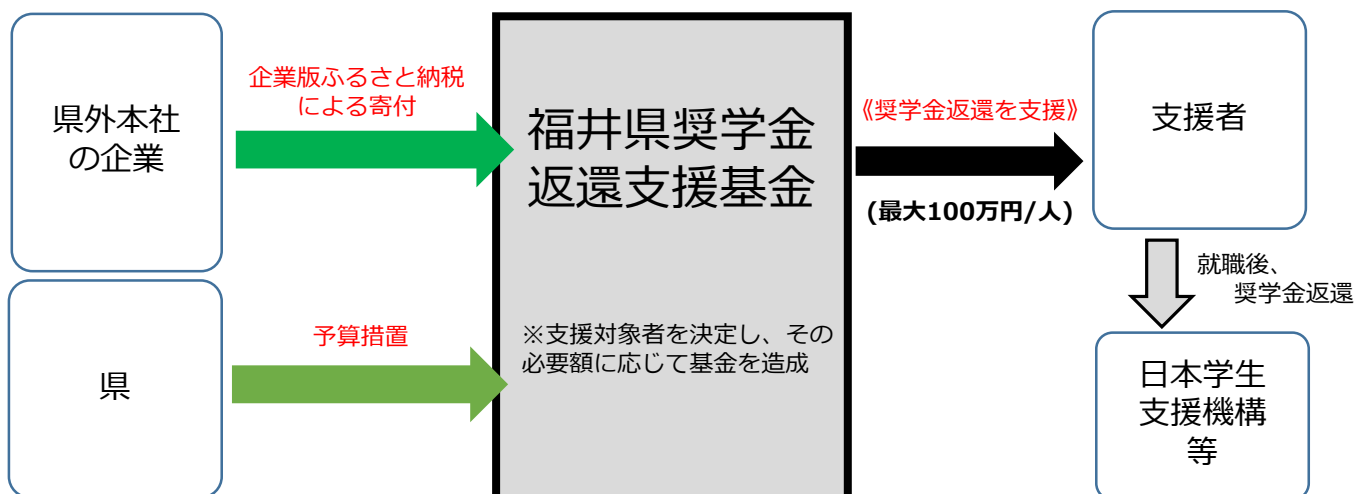 県外本社
の企業
企業版ふるさと納税
による寄付
福井県奨学金
返還支援基金
《奨学金返還を支援》
(最大100万円/人)
支援者
就職後、
奨学金返還
県
予算措置
※支援対象者を決定し、その
必要額に応じて基金を造成
日本学生
支援機構
等